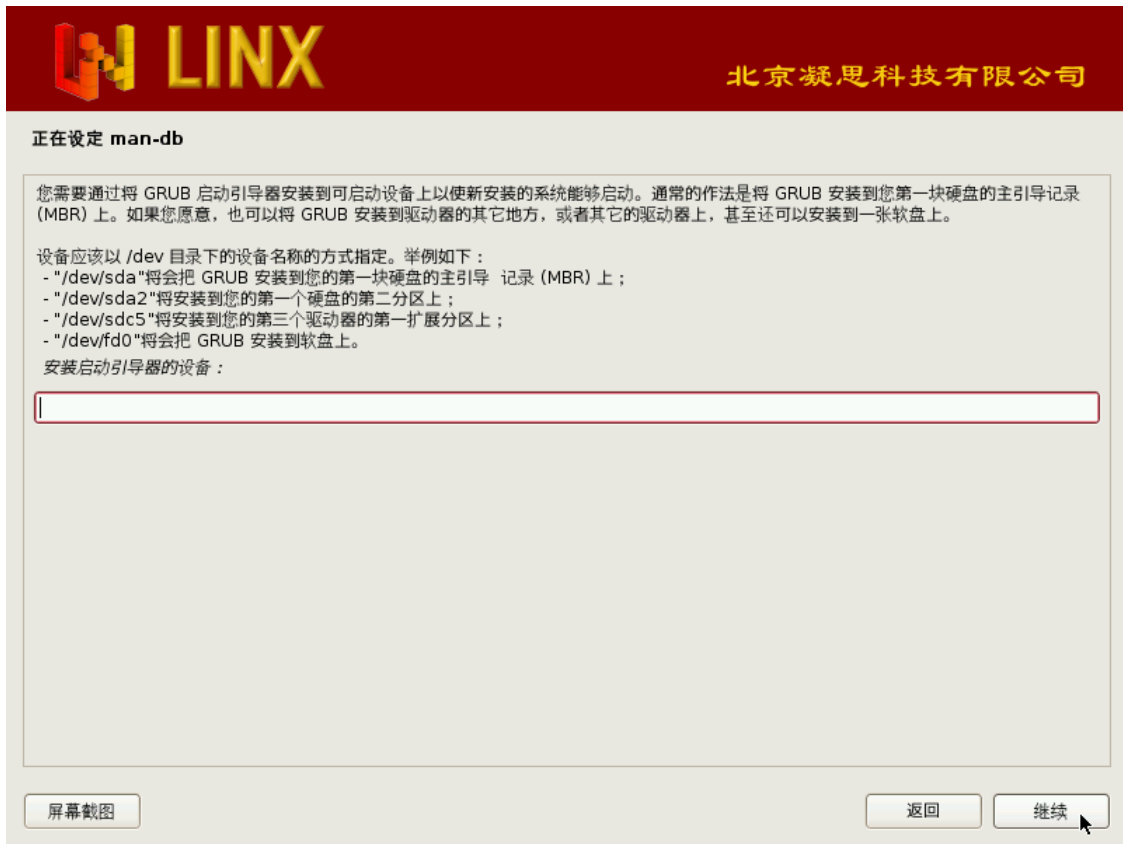 LINX
北京凝思科技有限公司
正在设定 man-db
您需要通过将 GRUB 启动引导器安装到可启动设备上以使新安装的系统能够启动。通常的作法是将 GRUB 安装到您第一块硬盘的主引导记录
(MBR) 上。如果您愿意，也可以将 GRUB 安装到驱动器的其它地方，或者其它的驱动器上，甚至还可以安装到一张软盘上。
设备应该以 /dev 目录下的设备名称的方式指定。举例如下：
- "/dev/sda"将会把 GRUB 安装到您的第一块硬盘的主引导 记录 (MBR) 上；
- "/dev/sda2"将安装到您的第一个硬盘的第二分区上；
- "/dev/sdc5"将安装到您的第三个驱动器的第一扩展分区上；
- "/dev/fd0"将会把 GRUB 安装到软盘上。
安装启动引导器的设备：
屏幕截图
返回
继续